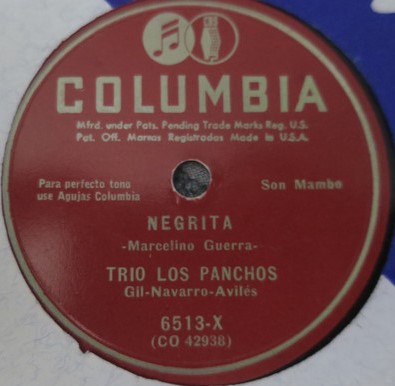 COLUMBIA
Mfrd. under Pats. Pending Trade Marks Reg. U.S.
Pat. Off. Marcas Registradas Made in U.S.A.
Para perfecto tono
use Agujas Columbia
Son Mambo
NEGRITA
-Marcelino Guerra-
TRIO LOS PANCHOS
Gil-Navarro-Avilés
6513-X
(CO 42938)